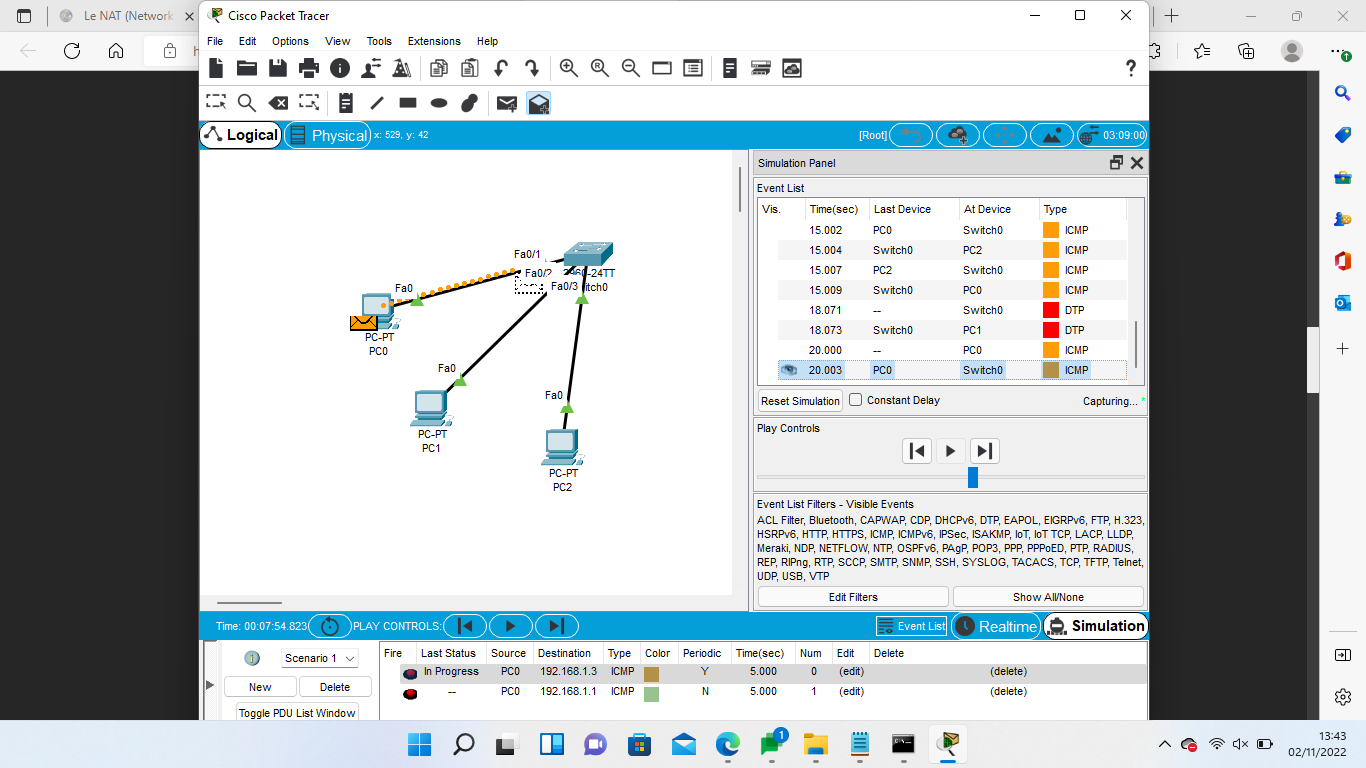 Le NAT (Network
Cisco Packet Tracer
File Edit Options View Tools Extensions Help
?
Logical Physical x: 529, y: 42 [Root] 03:09:00
Simulation Panel
Event List
Vis. Time(sec) Last Device At Device Type
15.002 PC0 Switch0 ICMP
15.004 Switch0 PC2 ICMP
15.007 PC2 Switch0 ICMP
15.009 Switch0 PC0 ICMP
18.071 -- Switch0 DTP
18.073 Switch0 PC1 DTP
20.000 -- PC0 ICMP
20.003 PC0 Switch0 ICMP
Reset Simulation Constant Delay Capturing... *
Play Controls
Event List Filters - Visible Events
ACL Filter, Bluetooth, CAPWAP, CDP, DHCPv6, DTP, EAPOL, EIGRPv6, FTP, H.323,
HSRPv6, HTTP, HTTPS, ICMP, ICMPv6, IPSec, ISAKMP, IoT, IoT TCP, LACP, LLDP,
Meraki, NDP, NETFLOW, NTP, OSPFv6, PAgP, POP3, PPP, PPPoED, PTP, RADIUS,
REP, RIPng, RTP, SCCP, SMTP, SNMP, SSH, SYSLOG, TACACS, TCP, TFTP, Telnet,
UDP, USB, VTP
Edit Filters Show All/None
Fa0/1
Fa0/2 2960-24TT
Fa0/3 itch0
Fa0
PC-PT
PC0
Fa0
PC-PT
PC1
Fa0
PC-PT
PC2
Time: 00:07:54.823 PLAY CONTROLS: Event List Realtime Simulation
Scenario 1
New Delete
Toggle PDU List Window
Fire Last Status Source Destination Type Color Periodic Time(sec) Num Edit Delete
In Progress PC0 192.168.1.3 ICMP Y 5.000 0 (edit) (delete)
-- PC0 192.168.1.1 ICMP N 5.000 1 (edit) (delete)
1
13:43
02/11/2022